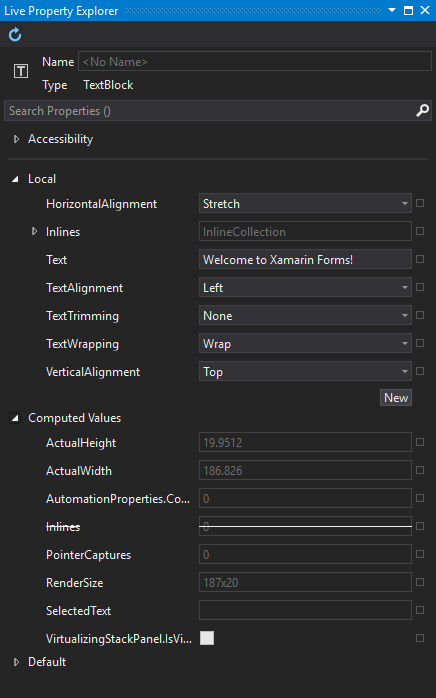 Live Property Explorer
Name <No Name>
T
Type TextBlock
Search Properties ()
Accessibility
Local
HorizontalAlignment Stretch
Inlines InlineCollection
Text Welcome to Xamarin Forms!
TextAlignment Left
TextTrimming None
TextWrapping Wrap
VerticalAlignment Top
New
Computed Values
ActualHeight 19.9512
ActualWidth 186.826
AutomationProperties.Co... 0
Inlines 0
PointerCaptures 0
RenderSize 187x20
SelectedText
VirtualizingStackPanel.IsVi...
Default